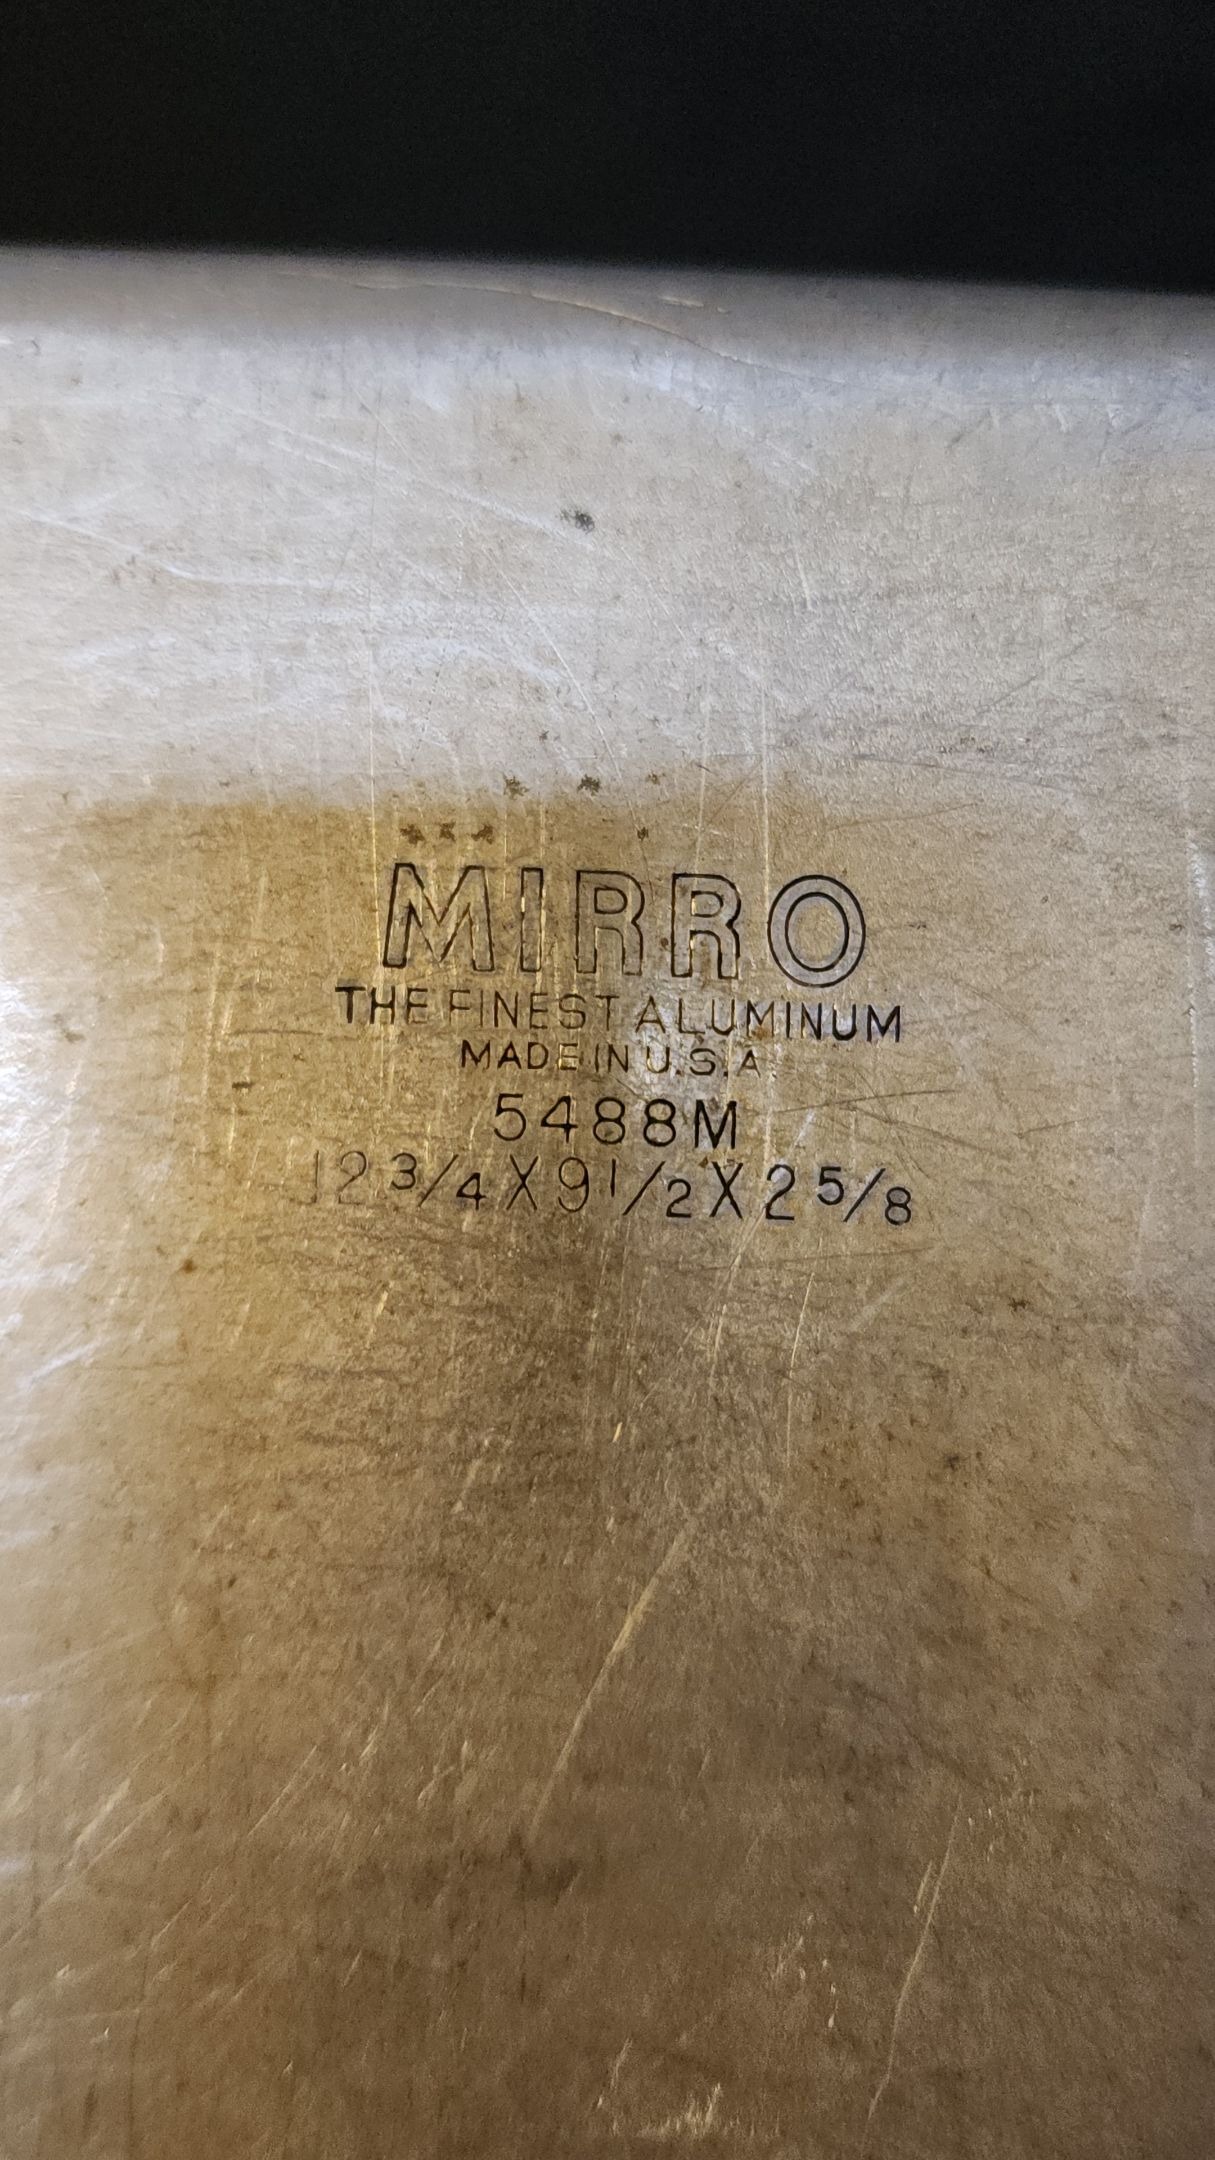 MIRRO
THE FINEST ALUMINUM
MADE IN U.S.A.
5488M
12 3/4 X 9 1/2 X 2 5/8